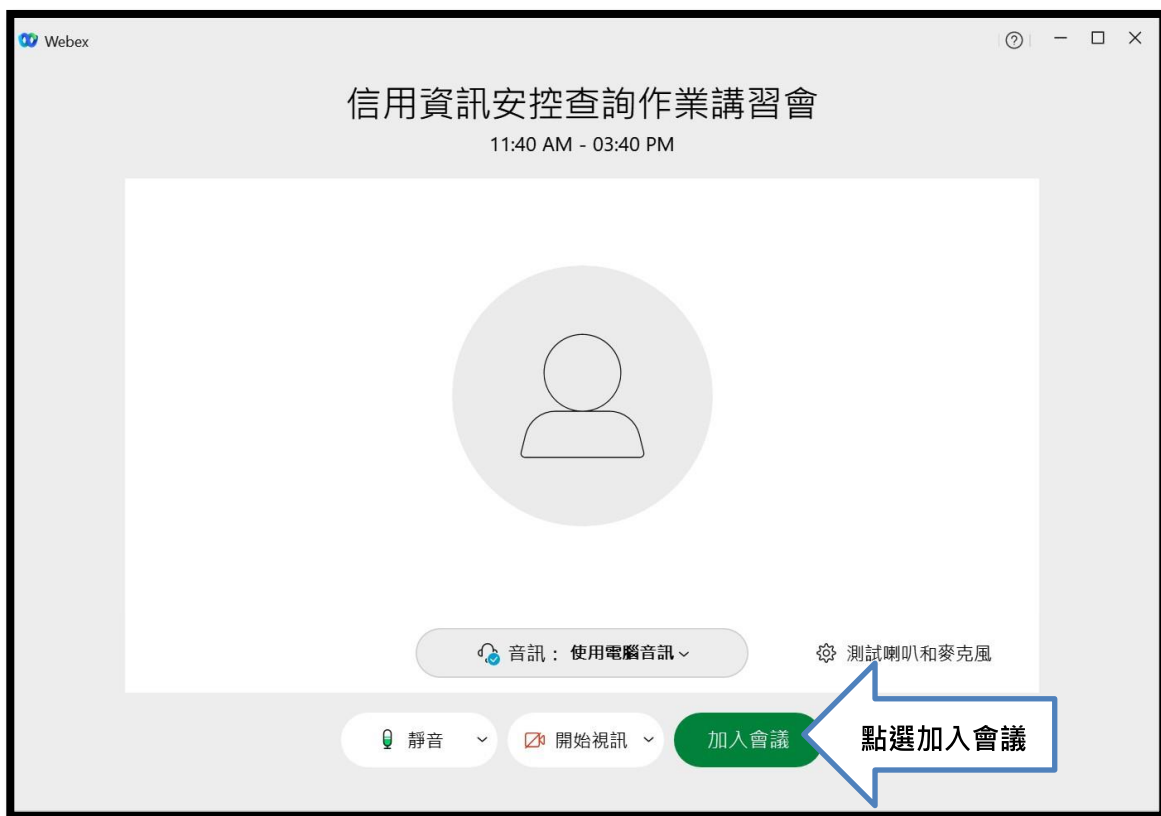 Webex
信用資訊安控查詢作業講習會
11:40 AM - 03:40 PM
音訊： 使用電腦音訊
測試喇叭和麥克風
靜音
開始視訊
加入會議
點選加入會議